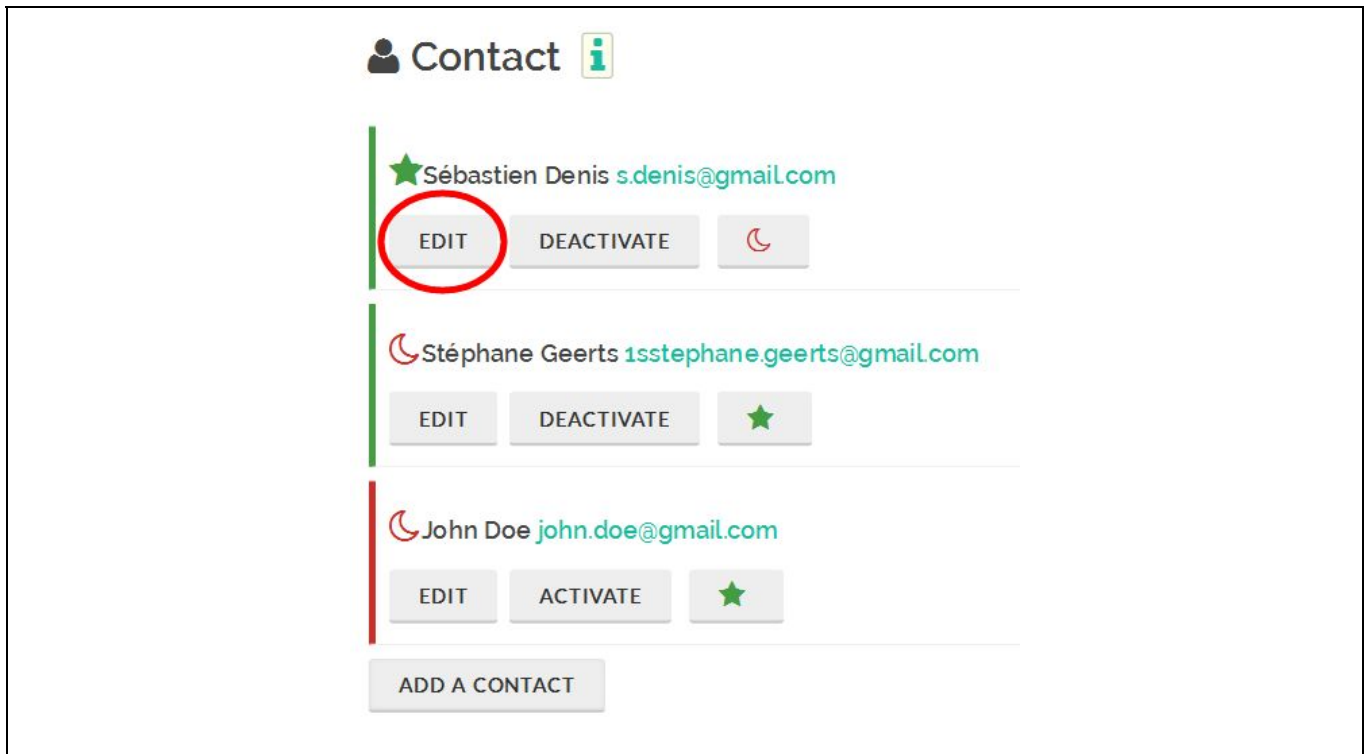 Contact i
Sébastien Denis s.denis@gmail.com
EDIT DEACTIVATE
Stéphane Geerts 1sstephane.geerts@gmail.com
EDIT DEACTIVATE
John Doe john.doe@gmail.com
EDIT ACTIVATE
ADD A CONTACT